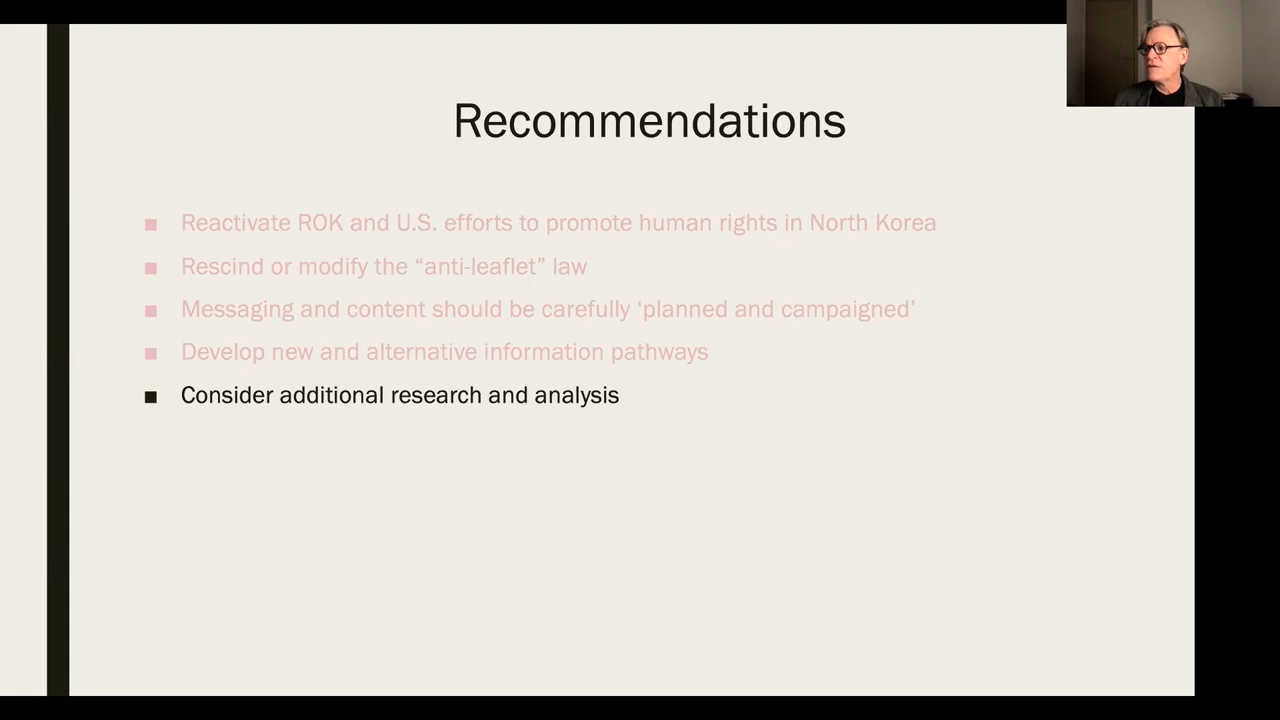 Recommendations
■ Reactivate ROK and U.S. efforts to promote human rights in North Korea
■ Rescind or modify the “anti-leaflet” law
■ Messaging and content should be carefully ‘planned and campaigned’
■ Develop new and alternative information pathways
■ Consider additional research and analysis